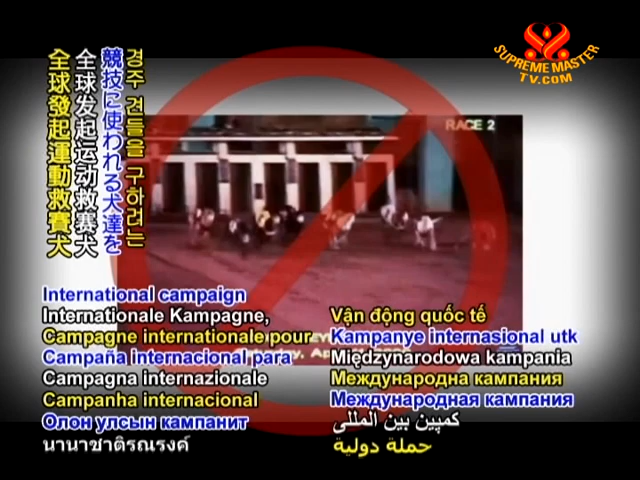 SUPREME MASTER
TV.COM
RACE 2
경주 견들을 구하려는
競技に使われる犬達を
全球发起运动救赛犬
全球發起運動救賽犬
International campaign
Internationale Kampagne,
Campagne internationale pour
Campaña internacional para
Campagna internazionale
Campanha internacional
Олон улсын кампанит
นานาชาติรณรงค์
Vận động quốc tế
Kampanye internasional utk
Międzynarodowa kampania
Международна кампания
Международная кампания
کمپین بین المللی
حملة دولية